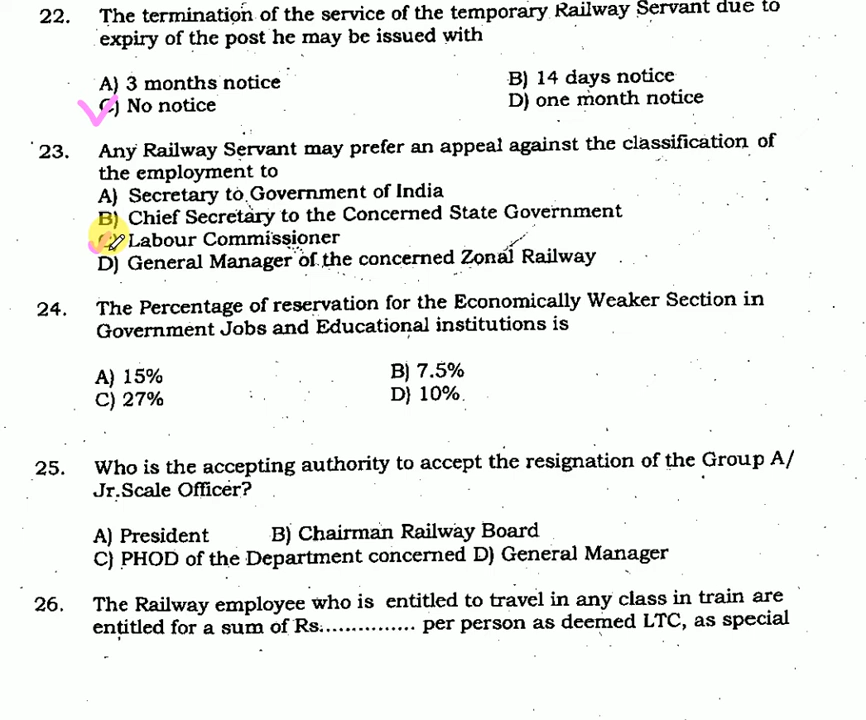 22. The termination of the service of the temporary Railway Servant due to
expiry of the post he may be issued with
A) 3 months notice B) 14 days notice
C) No notice D) one month notice
23. Any Railway Servant may prefer an appeal against the classification of
the employment to
A) Secretary to Government of India
B) Chief Secretary to the Concerned State Government
C) Labour Commissioner
D) General Manager of the concerned Zonal Railway
24. The Percentage of reservation for the Economically Weaker Section in
Government Jobs and Educational institutions is
A) 15% B) 7.5%
C) 27% D) 10%
25. Who is the accepting authority to accept the resignation of the Group A/
Jr.Scale Officer?
A) President B) Chairman Railway Board
C) PHOD of the Department concerned D) General Manager
26. The Railway employee who is entitled to travel in any class in train are
entitled for a sum of Rs............... per person as deemed LTC, as special